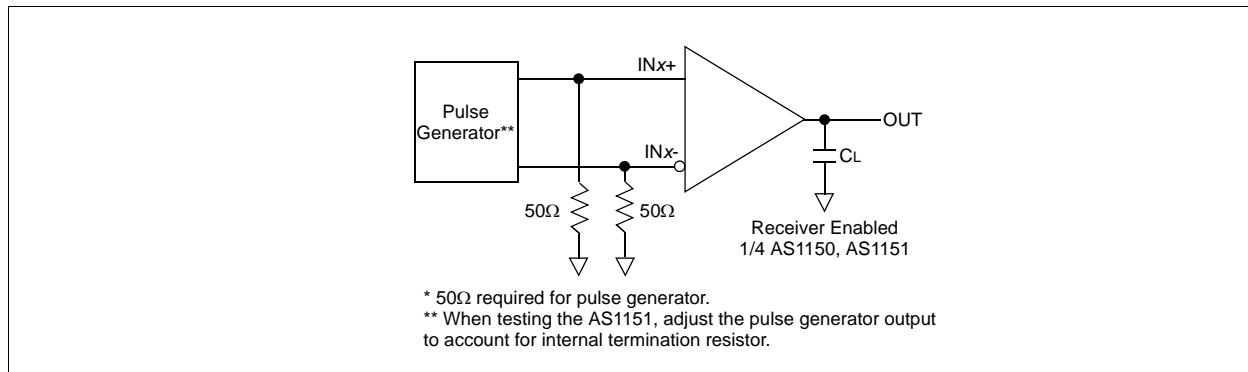 INx+
Pulse
Generator**
OUT
INx-
CL
50Ω
50Ω
Receiver Enabled
1/4 AS1150, AS1151
* 50Ω required for pulse generator.
** When testing the AS1151, adjust the pulse generator output
to account for internal termination resistor.